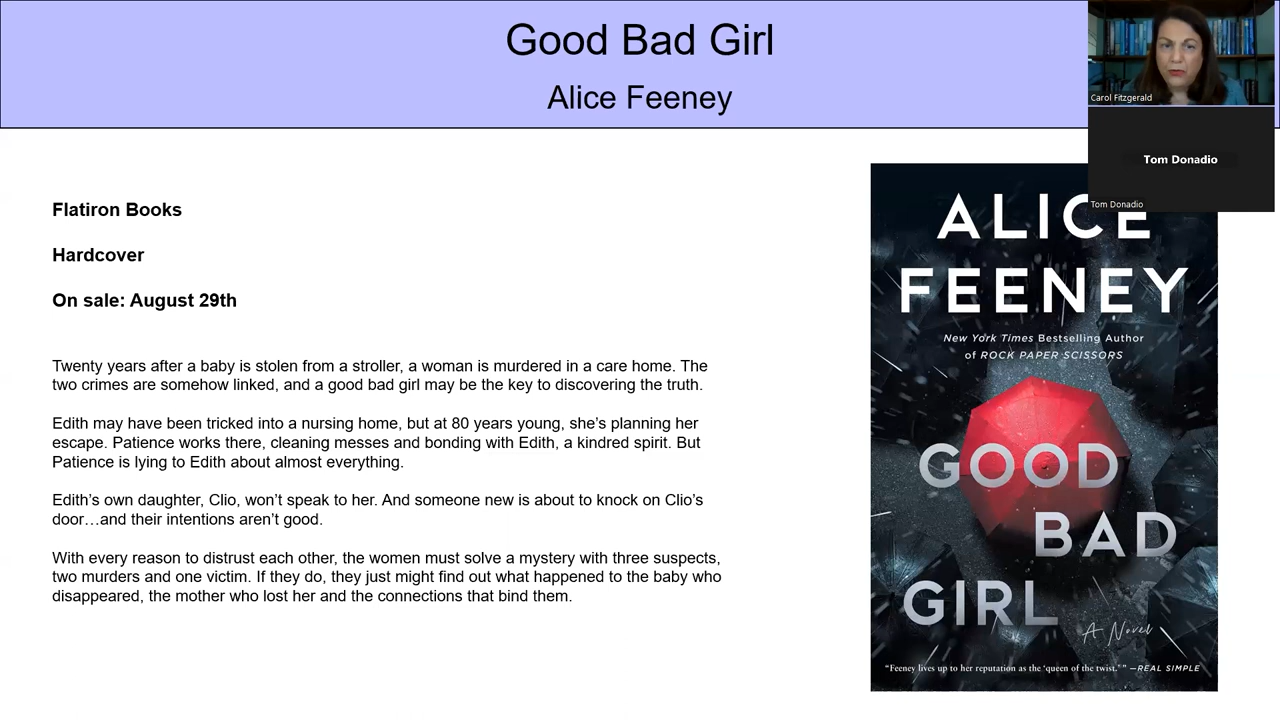 Good Bad Girl
Alice Feeney
Carol Fitzgerald
Tom Donadio
Tom Donadio
Flatiron Books
Hardcover
On sale: August 29th
Twenty years after a baby is stolen from a stroller, a woman is murdered in a care home. The
two crimes are somehow linked, and a good bad girl may be the key to discovering the truth.
Edith may have been tricked into a nursing home, but at 80 years young, she’s planning her
escape. Patience works there, cleaning messes and bonding with Edith, a kindred spirit. But
Patience is lying to Edith about almost everything.
Edith’s own daughter, Clio, won’t speak to her. And someone new is about to knock on Clio’s
door…and their intentions aren’t good.
With every reason to distrust each other, the women must solve a mystery with three suspects,
two murders and one victim. If they do, they just might find out what happened to the baby who
disappeared, the mother who lost her and the connections that bind them.
ALICE
FEENEY
New York Times Bestselling Author
of ROCK PAPER SCISSORS
GOOD
BAD
GIRL
A Novel
“Feeney lives up to her reputation as the ‘queen of the twist.’ ” —REAL SIMPLE